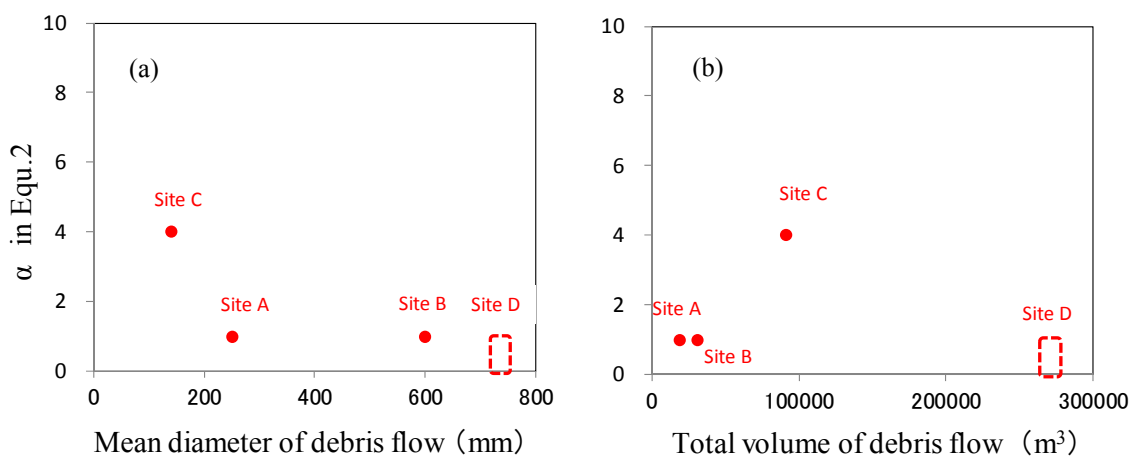 α in Equ.2
10
8
6
4
2
0
(a)
Site C
Site A
Site B
Site D
0 200 400 600 800
Mean diameter of debris flow (mm)
10
8
6
4
2
0
(b)
Site C
Site A
Site B
Site D
0 100000 200000 300000
Total volume of debris flow (m³)